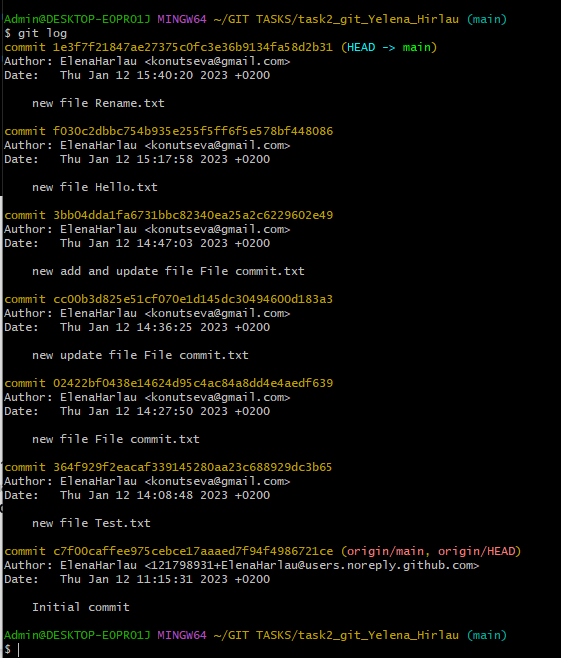 Admin@DESKTOP-EOPRO1J MINGW64 ~/GIT TASKS/task2_git_Yelena_Hirlau (main)
$ git log
commit 1e3f7f21847ae27375c0fc3e36b9134fa58d2b31 (HEAD -> main)
Author: ElenaHarlau <konutseva@gmail.com>
Date:   Thu Jan 12 15:40:20 2023 +0200

    new file Rename.txt

commit f030c2dbbc754b935e255f5ff6f5e578bf448086
Author: ElenaHarlau <konutseva@gmail.com>
Date:   Thu Jan 12 15:17:58 2023 +0200

    new file Hello.txt

commit 3bb04dda1fa6731bbc82340ea25a2c6229602e49
Author: ElenaHarlau <konutseva@gmail.com>
Date:   Thu Jan 12 14:47:03 2023 +0200

    new add and update file File commit.txt

commit cc00b3d825e51cf070e1d145dc30494600d183a3
Author: ElenaHarlau <konutseva@gmail.com>
Date:   Thu Jan 12 14:36:25 2023 +0200

    new update file File commit.txt

commit 02422bf0438e14624d95c4ac84a8dd4e4aedf639
Author: ElenaHarlau <konutseva@gmail.com>
Date:   Thu Jan 12 14:27:50 2023 +0200

    new file File commit.txt

commit 364f929f2eacaf339145280aa23c688929dc3b65
Author: ElenaHarlau <konutseva@gmail.com>
Date:   Thu Jan 12 14:08:48 2023 +0200

    new file Test.txt

commit c7f00caffee975cebce17aaaed7f94f4986721ce (origin/main, origin/HEAD)
Author: ElenaHarlau <121798931+ElenaHarlau@users.noreply.github.com>
Date:   Thu Jan 12 11:15:31 2023 +0200

    Initial commit

Admin@DESKTOP-EOPRO1J MINGW64 ~/GIT TASKS/task2_git_Yelena_Hirlau (main)
$